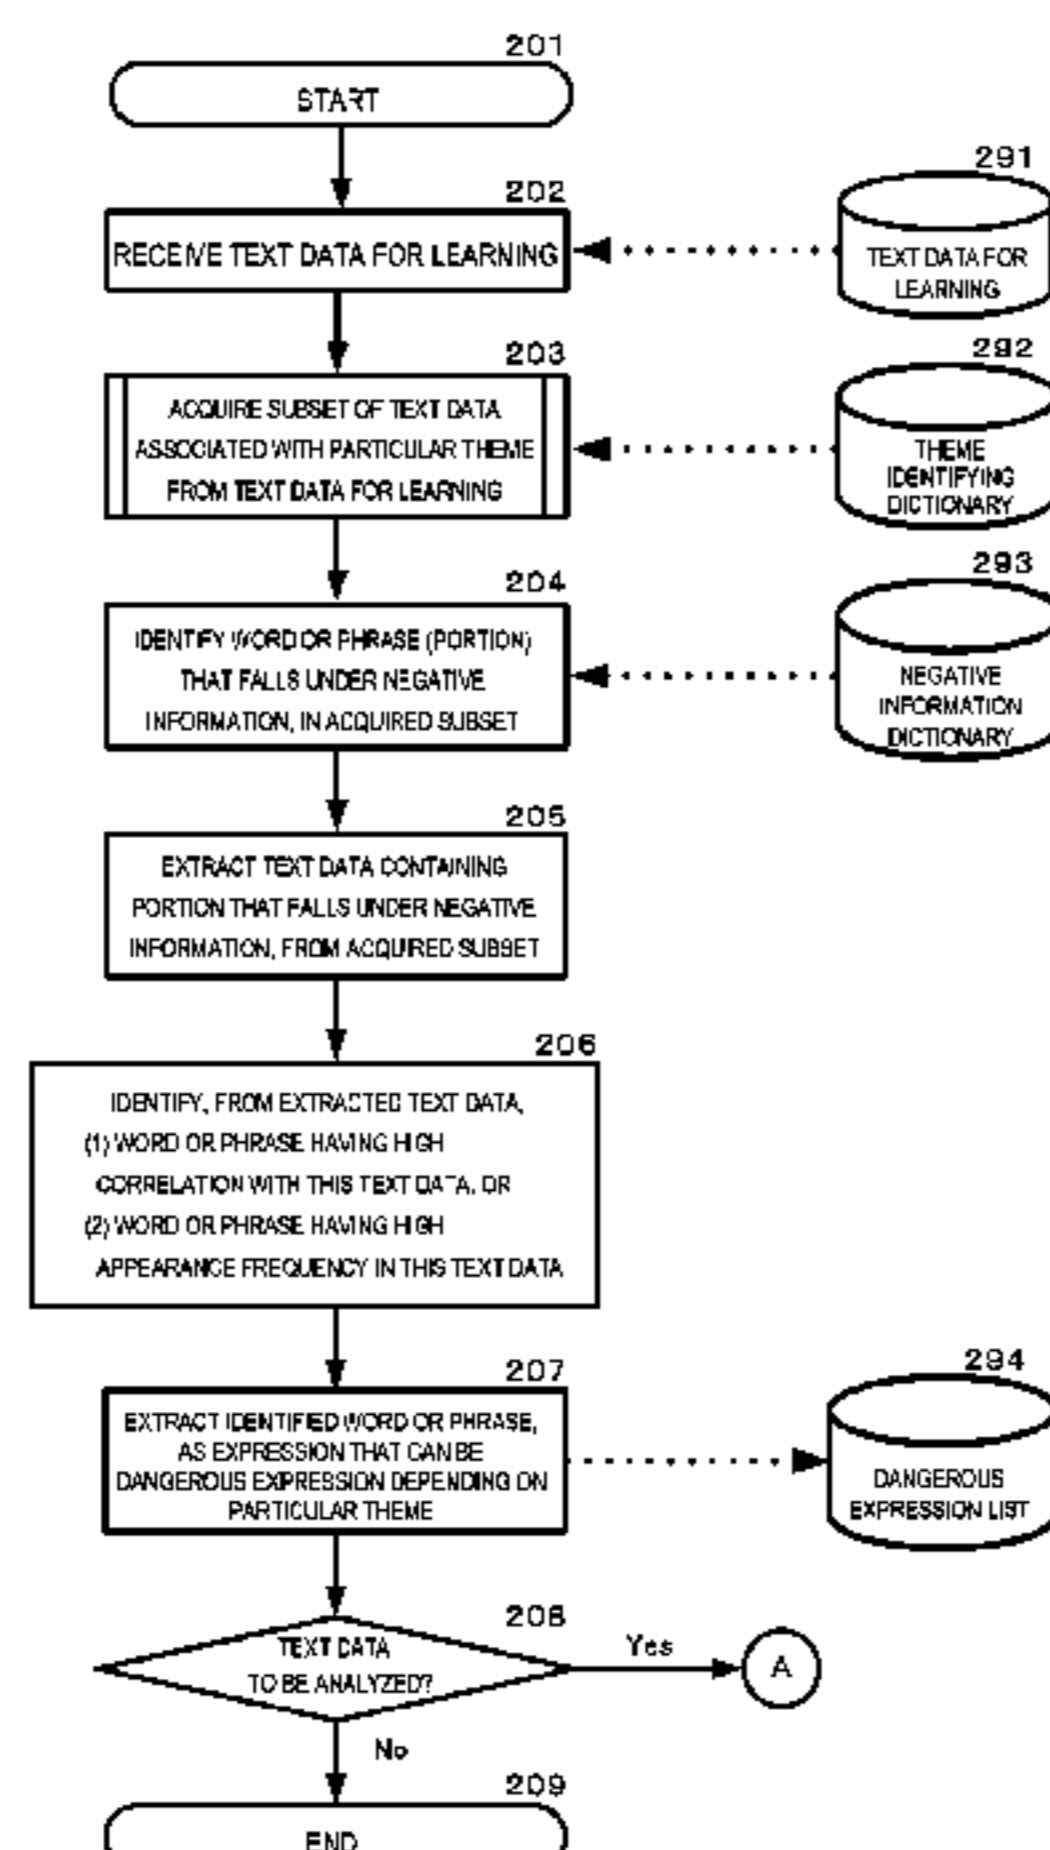 201
START
202
RECEIVE TEXT DATA FOR LEARNING
291
TEXT DATA FOR
LEARNING
203
ACQUIRE SUBSET OF TEXT DATA
ASSOCIATED WITH PARTICULAR THEME
FROM TEXT DATA FOR LEARNING
292
THEME
IDENTIFYING
DICTIONARY
204
IDENTIFY WORD OR PHRASE (PORTION)
THAT FALLS UNDER NEGATIVE
INFORMATION, IN ACQUIRED SUBSET
293
NEGATIVE
INFORMATION
DICTIONARY
205
EXTRACT TEXT DATA CONTAINING
PORTION THAT FALLS UNDER NEGATIVE
INFORMATION, FROM ACQUIRED SUBSET
206
IDENTIFY, FROM EXTRACTED TEXT DATA,
(1) WORD OR PHRASE HAVING HIGH
CORRELATION WITH THIS TEXT DATA, OR
(2) WORD OR PHRASE HAVING HIGH
APPEARANCE FREQUENCY IN THIS TEXT DATA
207
EXTRACT IDENTIFIED WORD OR PHRASE,
AS EXPRESSION THAT CAN BE
DANGEROUS EXPRESSION DEPENDING ON
PARTICULAR THEME
294
DANGEROUS
EXPRESSION LIST
208
TEXT DATA
TO BE ANALYZED?
Yes
A
No
209
END